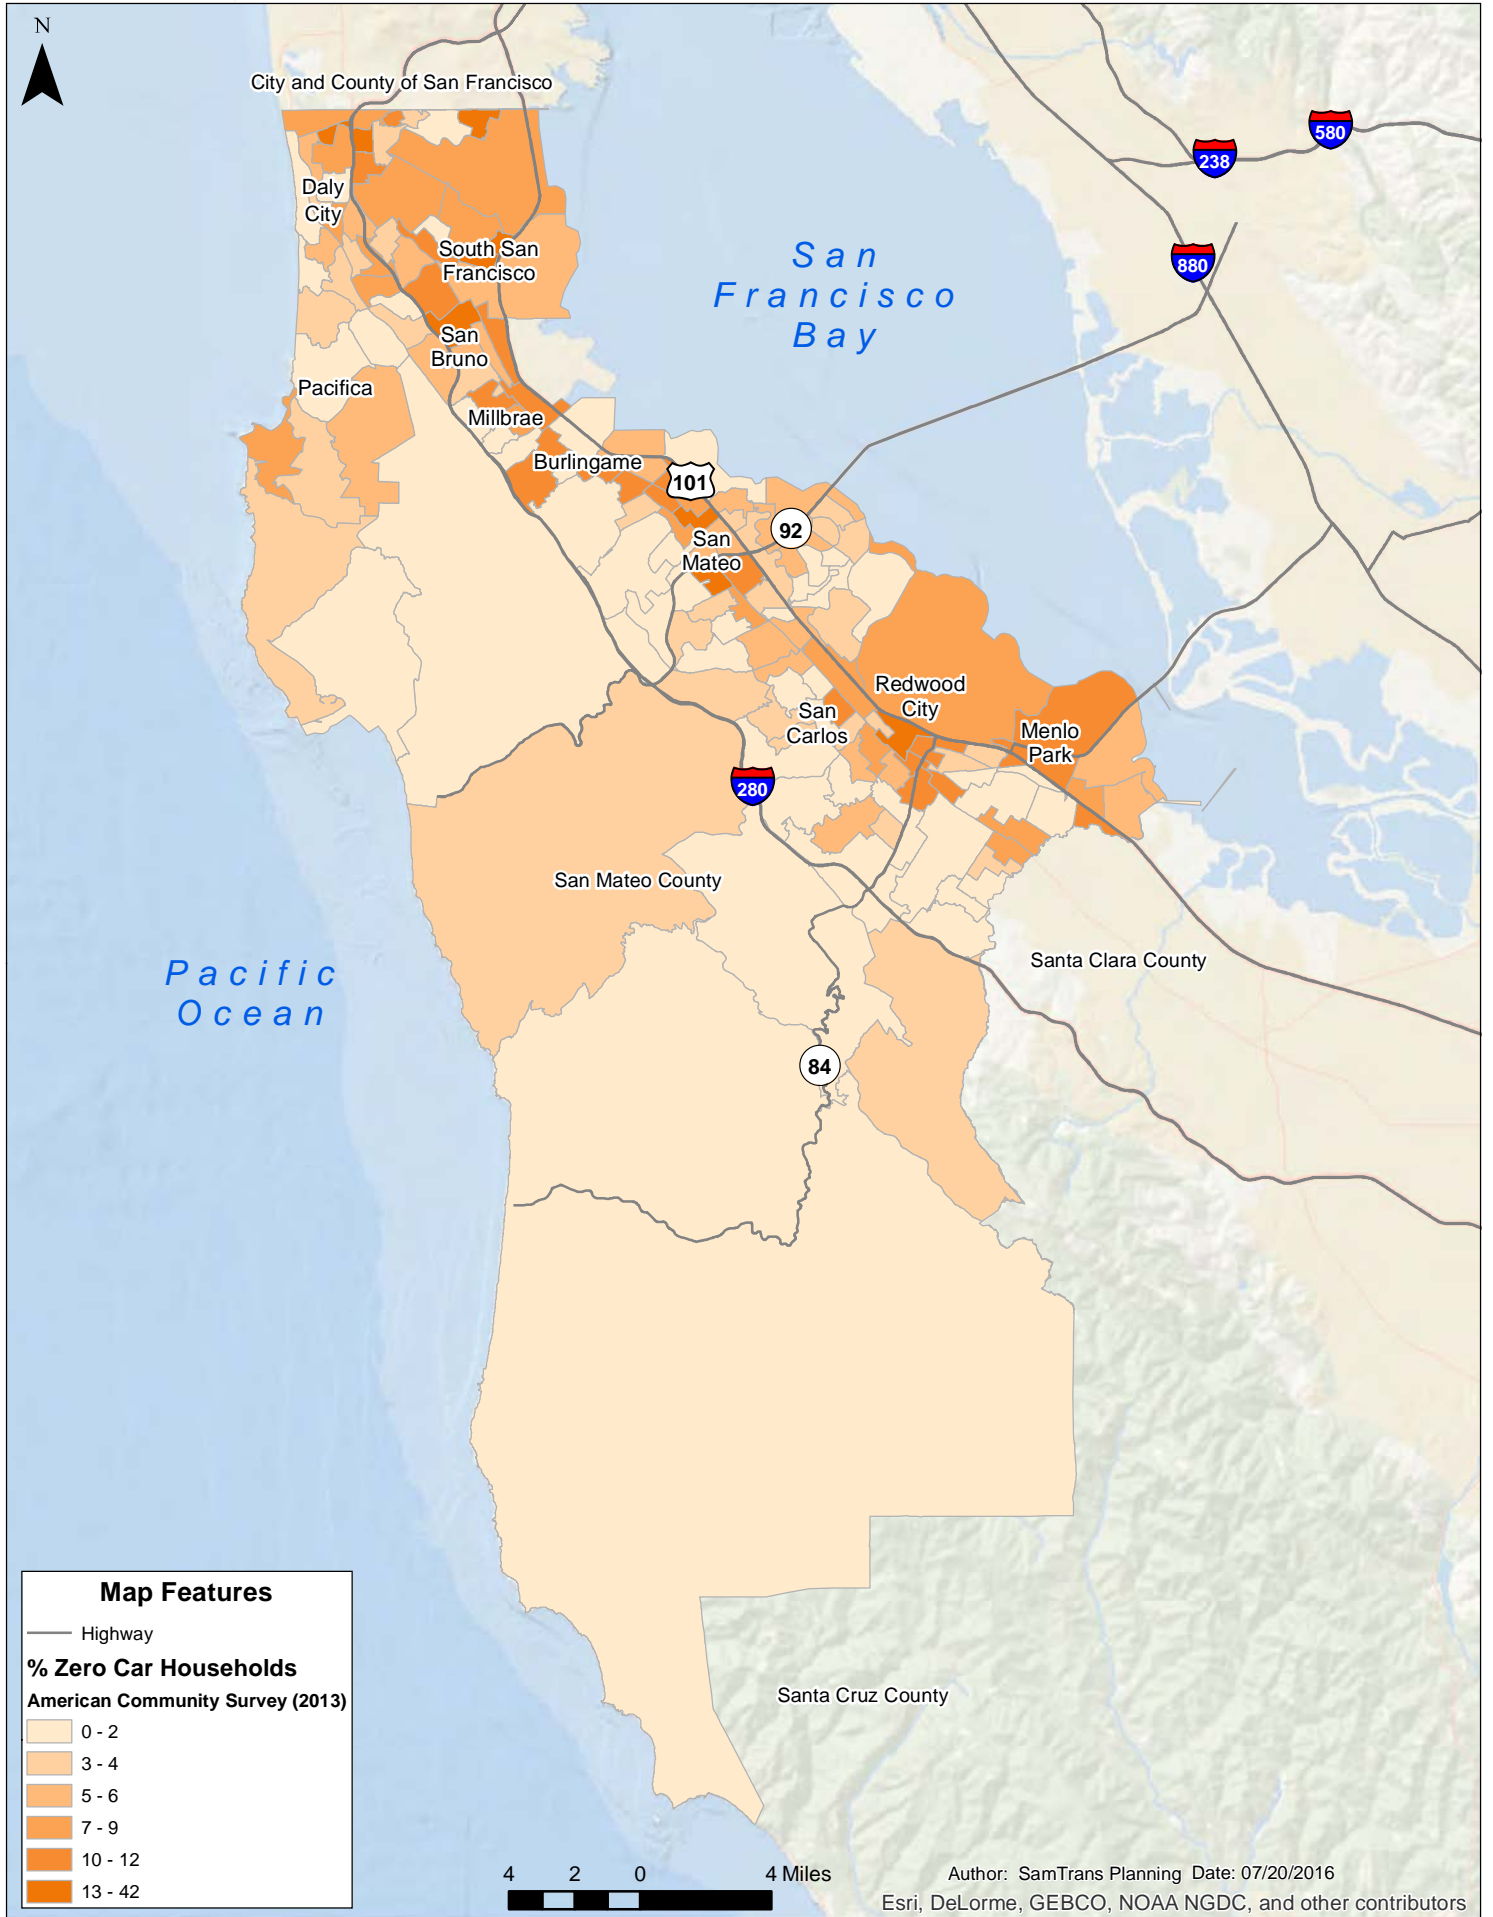 N
City and County of San Francisco
580
238
Daly
City
South San
Francisco
San
Francisco
Bay
880
San
Bruno
Pacifica
Millbrae
Burlingame
101
92
San
Mateo
Redwood
City
San
Carlos
Menlo
Park
280
San Mateo County
Santa Clara County
Pacific
Ocean
84
Map Features
Highway
% Zero Car Households
American Community Survey (2013)
0 - 2
3 - 4
5 - 6
7 - 9
10 - 12
13 - 42
Santa Cruz County
4 2 0 4 Miles
Author: SamTrans Planning Date: 07/20/2016
Esri, DeLorme, GEBCO, NOAA NGDC, and other contributors